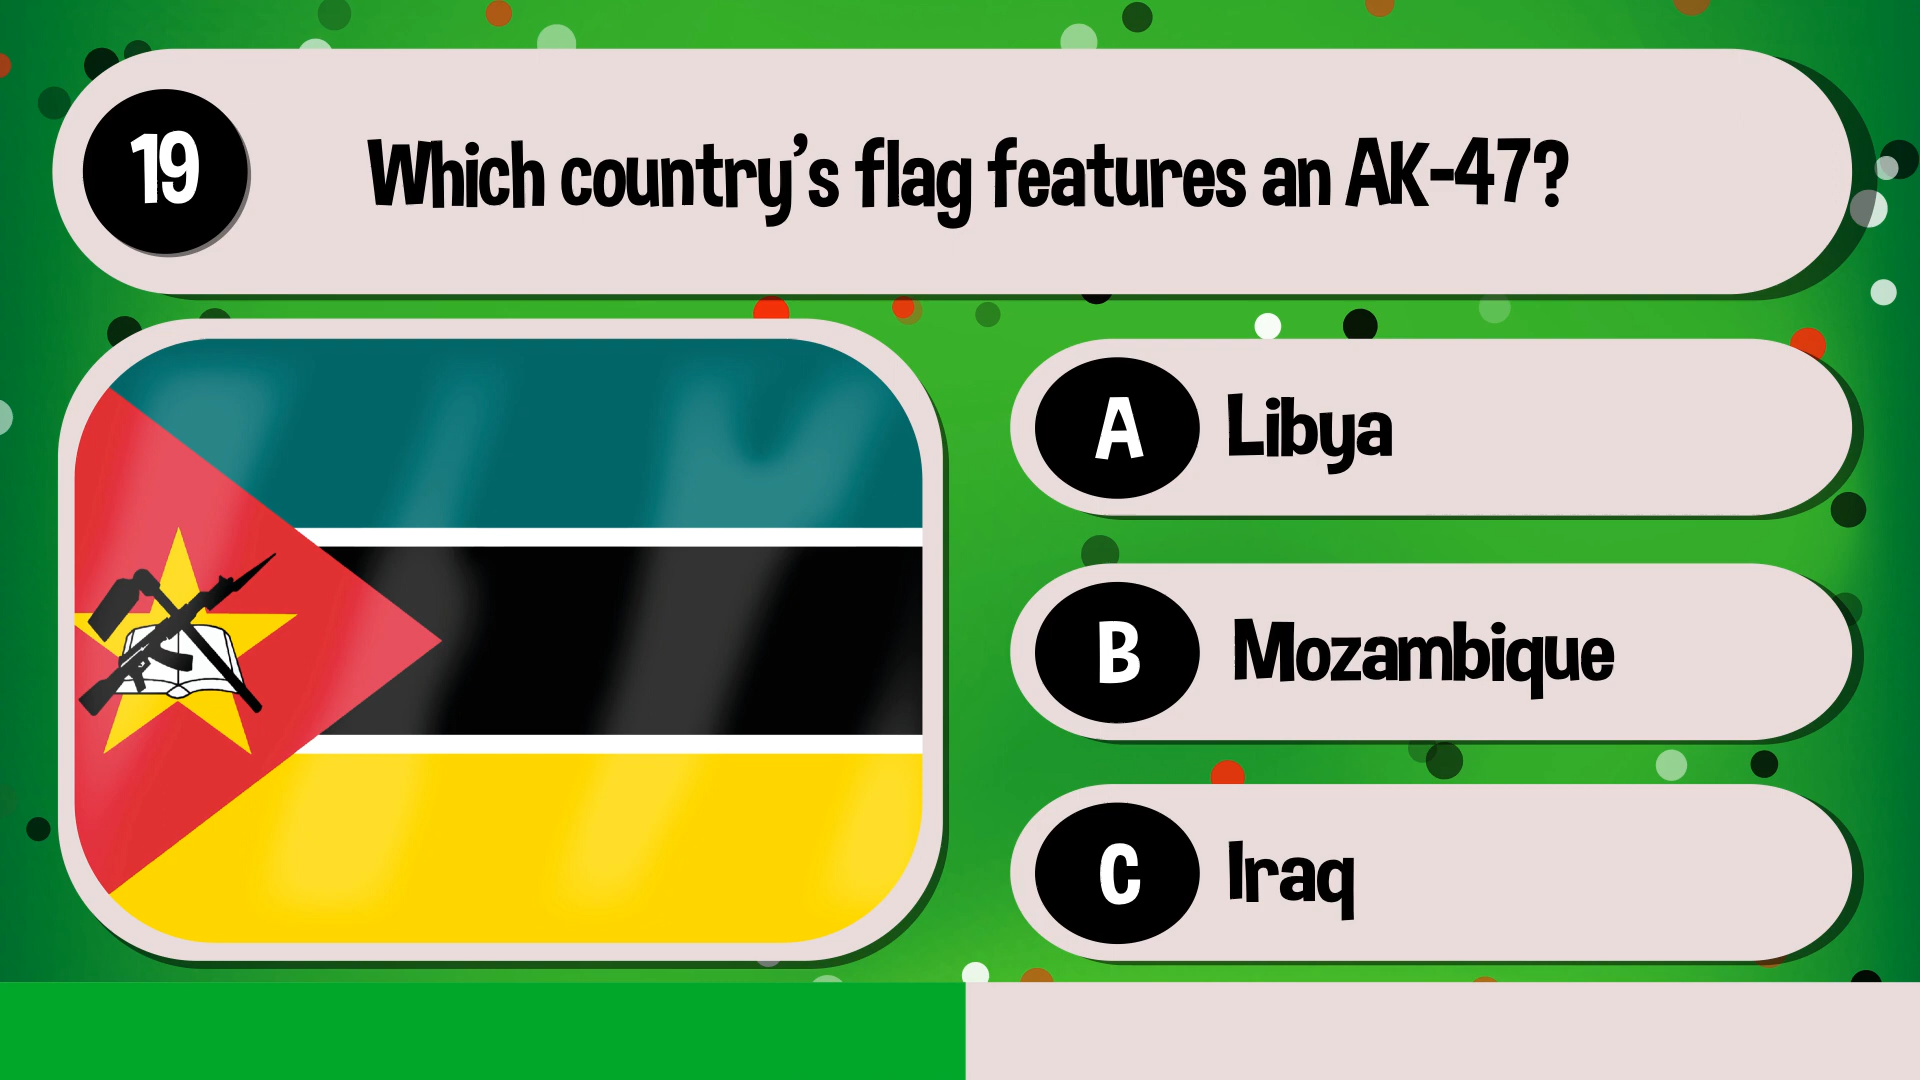 19
Which country's flag features an AK-47?
A
Libya
B
Mozambique
C
Iraq